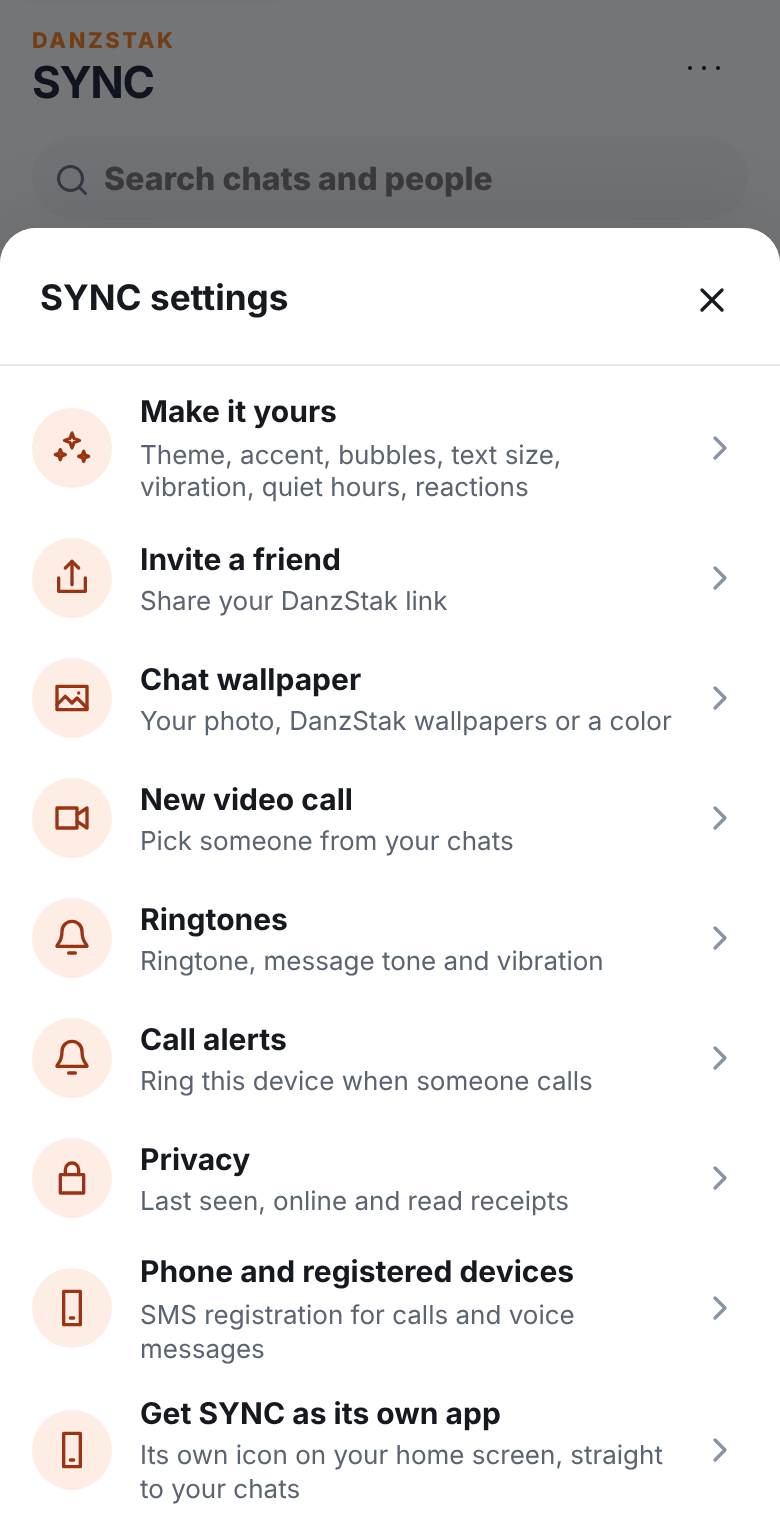 DANZSTAK
SYNC
Search chats and people
SYNC settings
Make it yours
Theme, accent, bubbles, text size,
vibration, quiet hours, reactions
Invite a friend
Share your DanzStak link
Chat wallpaper
Your photo, DanzStak wallpapers or a color
New video call
Pick someone from your chats
Ringtones
Ringtone, message tone and vibration
Call alerts
Ring this device when someone calls
Privacy
Last seen, online and read receipts
Phone and registered devices
SMS registration for calls and voice
messages
Get SYNC as its own app
Its own icon on your home screen, straight
to your chats